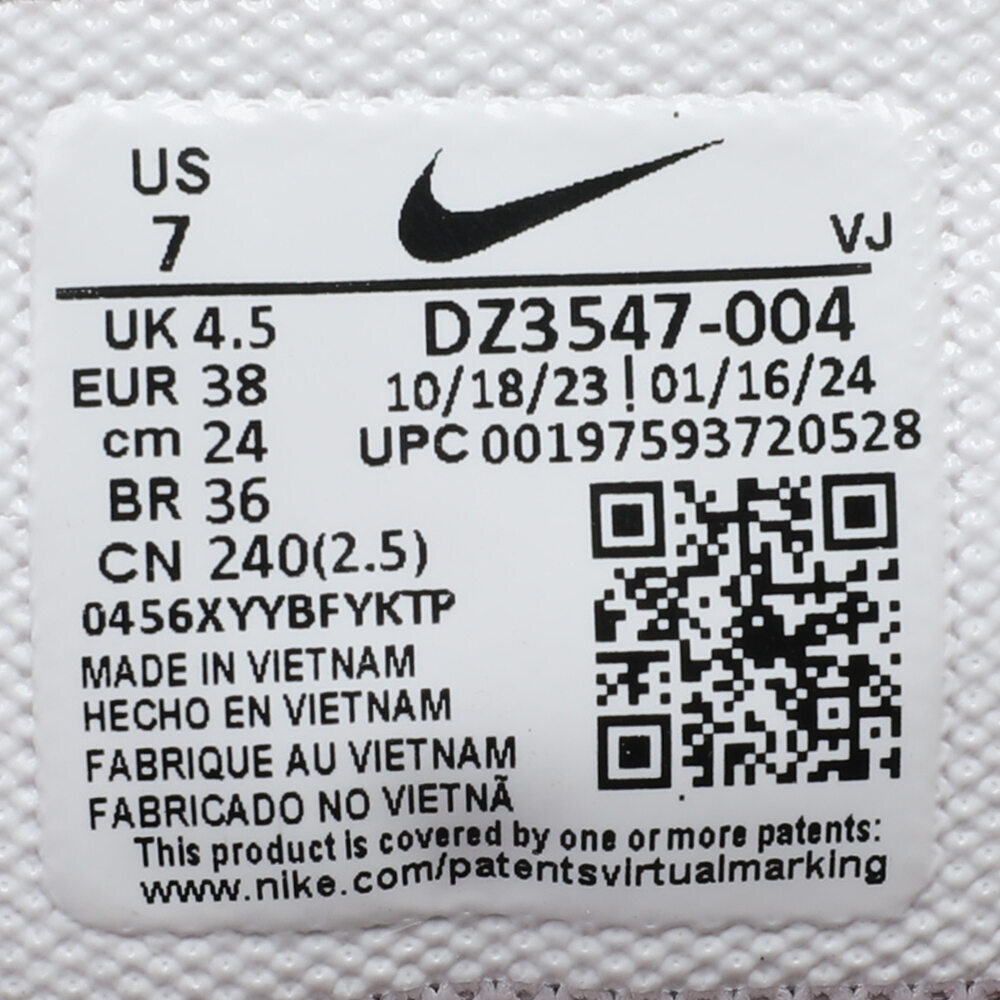 US
7
VJ
UK 4.5
EUR 38
cm 24
BR 36
CN 240(2.5)
DZ3547-004
10/18/23 | 01/16/24
UPC 00197593720528
0456XYYBFYKTP
MADE IN VIETNAM
HECHO EN VIETNAM
FABRIQUE AU VIETNAM
FABRICADO NO VIETNÃ
This product is covered by one or more patents:
www.nike.com/patentsvirtualmarking